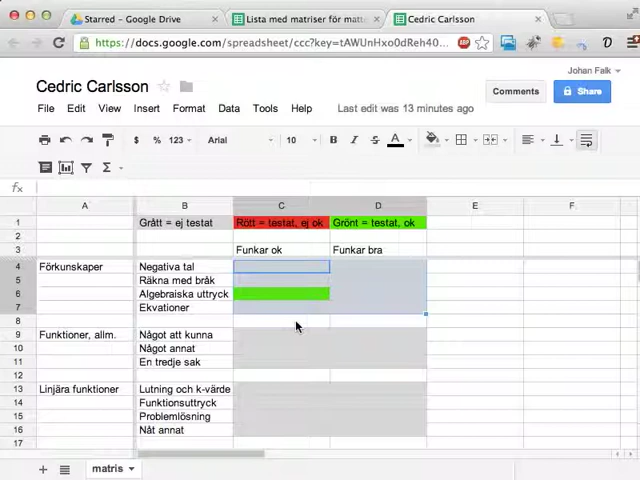 Starred – Google Drive
Lista med matriser för matt
Cedric Carlsson
https://docs.google.com/spreadsheet/ccc?key=tAWUnHxo0dReH40...
Johan Falk
Cedric Carlsson
Comments
Share
File Edit View Insert Format Data Tools Help
Last edit was 13 minutes ago
$ % 123 Arial 10 B I S A
Σ
fx
A B C D E F
1 Grått = ej testat Rött = testat, ej ok Grönt = testat, ok
2
3 Funkar ok Funkar bra
4 Förkunskaper Negativa tal
5 Räkna med bråk
6 Algebraiska uttryck
7 Ekvationer
8
9 Funktioner, allm. Något att kunna
10 Något annat
11 En tredje sak
12
13 Linjära funktioner Lutning och k-värde
14 Funktionsuttryck
15 Problemlösning
16 Nåt annat
17
matris